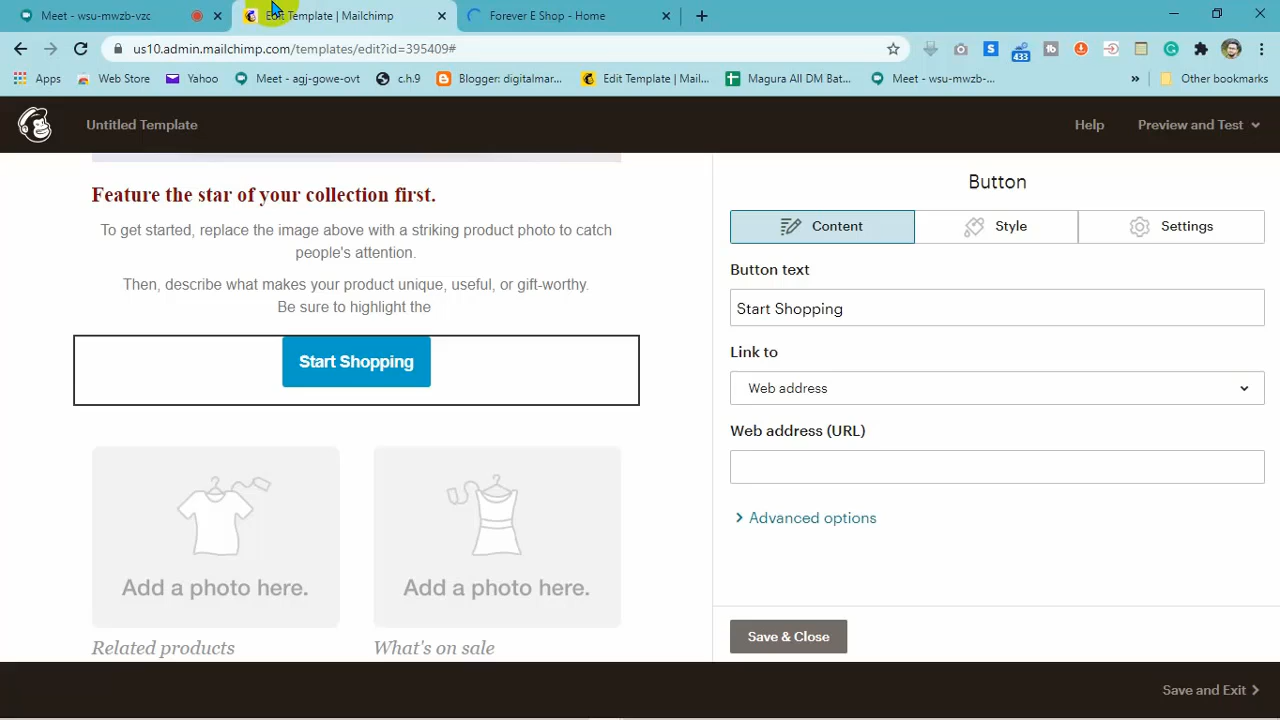 Meet - wsu-mwzb-vzc
Edit Template | Mailchimp
Forever E Shop - Home
us10.admin.mailchimp.com/templates/edit?id=395409#
433
Apps
Web Store
Yahoo
Meet - agj-gowe-ovt
c.h.9
Blogger: digitalmar...
Edit Template | Mail...
Magura All DM Bat...
Meet - wsu-mwzb-...
»
Other bookmarks
Untitled Template
Help
Preview and Test
Feature the star of your collection first.
To get started, replace the image above with a striking product photo to catch
people's attention.
Then, describe what makes your product unique, useful, or gift-worthy.
Be sure to highlight the
Start Shopping
Add a photo here.
Add a photo here.
Related products
What's on sale
Button
Content
Style
Settings
Button text
Start Shopping
Link to
Web address
Web address (URL)
Advanced options
Save & Close
Save and Exit